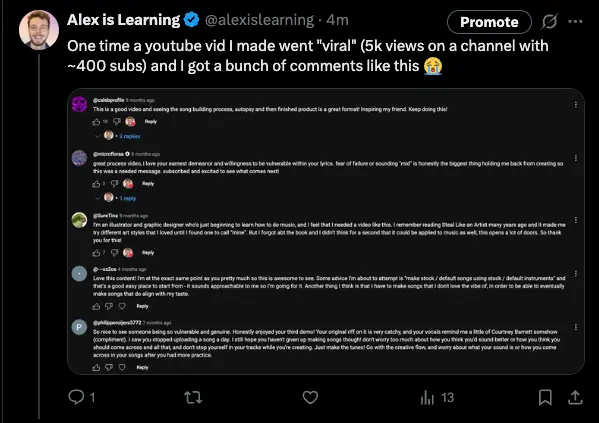 Alex is Learning @alexislearning · 4m
Promote
One time a youtube vid I made went "viral" (5k views on a channel with
~400 subs) and I got a bunch of comments like this 😭
@calebprofile 9 months ago
This is a good video and seeing the song building process, autopsy and then finished product is a great format! Inspiring my friend. Keep doing this!
Reply
2 replies
months ago
great process video, I love your earnest demeanor and willingness to be vulnerable within your lyrics. fear of failure or sounding "mid" is honestly the biggest thing holding me back from creating so
this was a needed message. subscribed and excited to see what comes next!
3 Reply
1 reply
@SureTina 9 months ago
I'm an illustrator and graphic designer who's just beginning to learn how to do music, and I feel that I needed a video like this. I remember reading Steal Like an Artist many years ago and it made me
try different art styles that I loved until I found one to call "mine". But I forgot abt the book and I didn't think for a second that it could be applied to music as well, this opens a lot of doors. So thank
you for this!
7 Reply
4 months ago
Love this content! I'm at the exact same point as you pretty much so this is awesome to see. Some advice I'm about to attempt is "make stock / default songs using stock / default instruments" and
that's a good easy place to start from - it sounds approachable to me so I'm going for it. Another thing I think is that I have to make songs that I don't love the vibe of, in order to be able to eventually
make songs that do align with my taste.
Reply
P
7 months ago
So nice to see someone being so vulnerable and genuine. Honestly enjoyed your third demo! Your original riff on it is very catchy, and your vocals remind me a little of Courtney Barnett somehow
(compliment). I saw you stopped uploading a song a day. I still hope you haven't given up making songs though! don't worry too much about how you think you'd sound better or how you think you
should come across and all that, and don't stop yourself in your tracks while you're creating. Just make the tunes! Go with the creative flow, and worry about what your sound is or how you come
across in your songs after you had more practice.
Reply
1
13